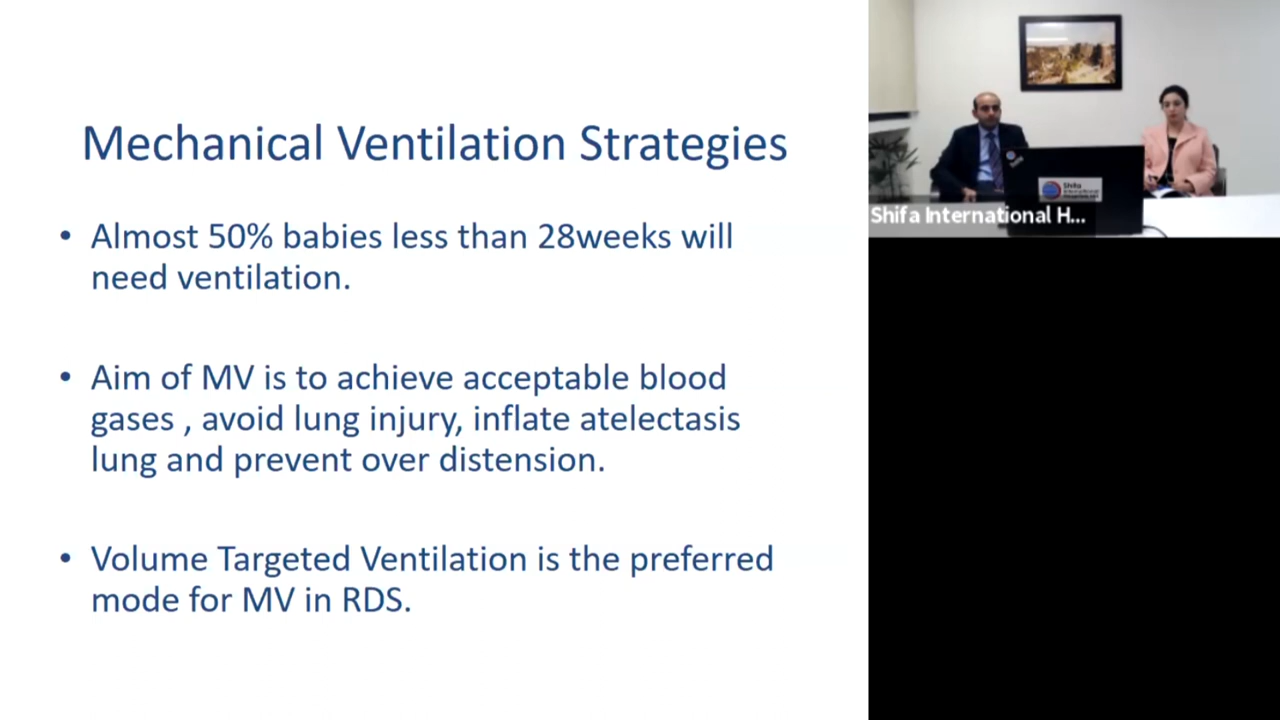 Mechanical Ventilation Strategies
• Almost 50% babies less than 28weeks will
need ventilation.
• Aim of MV is to achieve acceptable blood
gases , avoid lung injury, inflate atelectasis
lung and prevent over distension.
• Volume Targeted Ventilation is the preferred
mode for MV in RDS.
Shifa International H...
Shifa